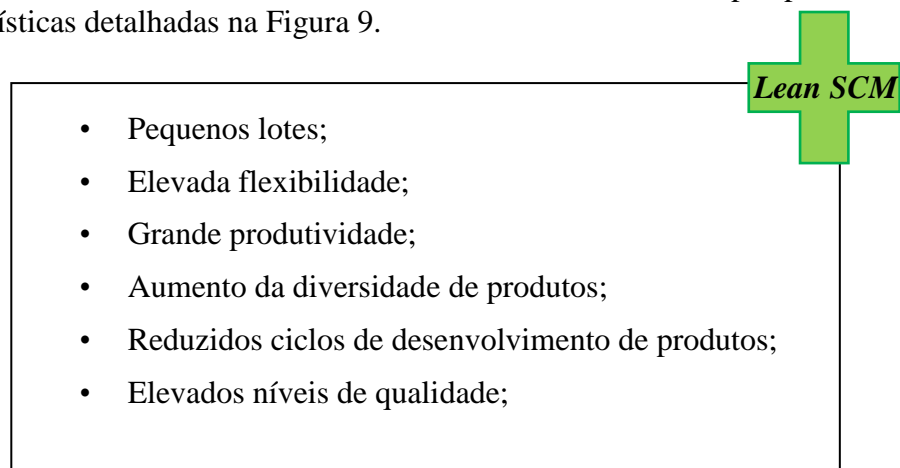 ísticas detalhadas na Figura 9.
Lean SCM
• Pequenos lotes;
• Elevada flexibilidade;
• Grande produtividade;
• Aumento da diversidade de produtos;
• Reduzidos ciclos de desenvolvimento de produtos;
• Elevados níveis de qualidade;